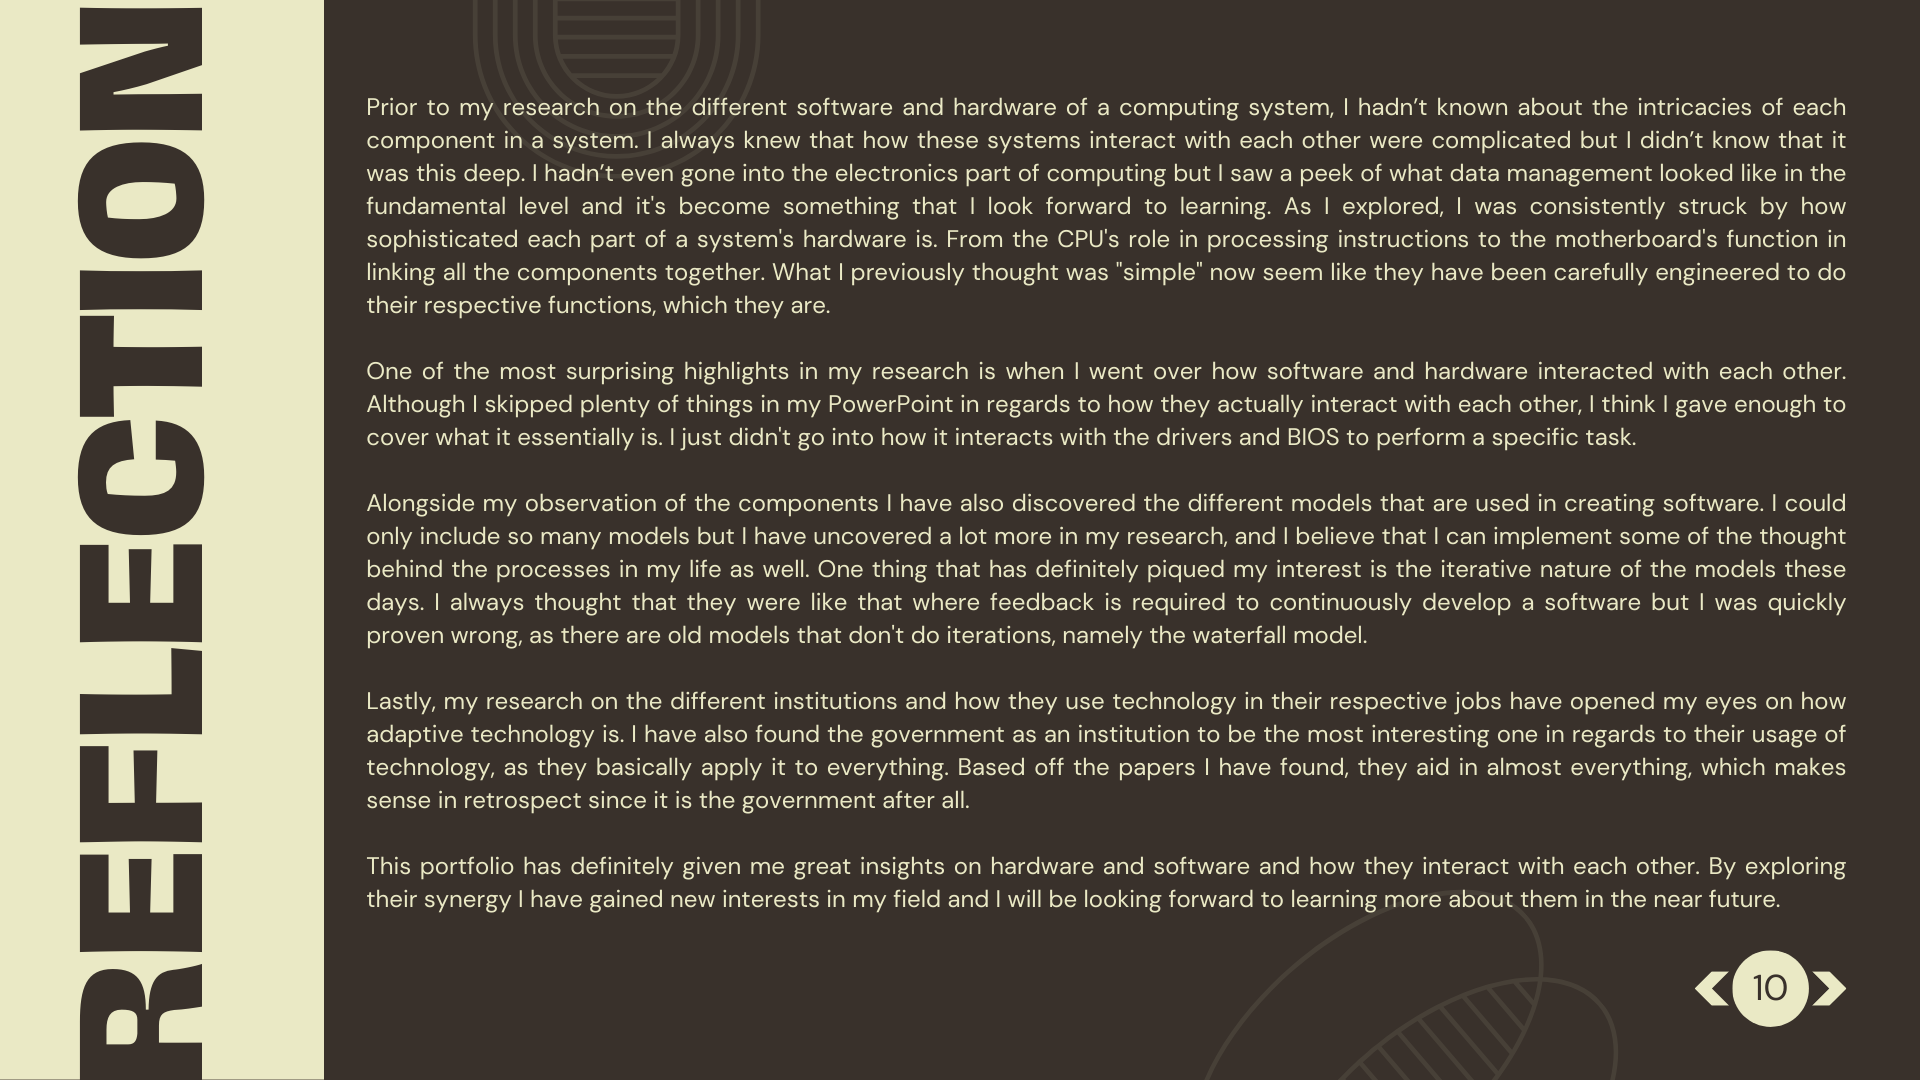 REFLECTION
Prior to my research on the different software and hardware of a computing system, I hadn’t known about the intricacies of each
component in a system. I always knew that how these systems interact with each other were complicated but I didn’t know that it
was this deep. I hadn’t even gone into the electronics part of computing but I saw a peek of what data management looked like in the
fundamental level and it's become something that I look forward to learning. As I explored, I was consistently struck by how
sophisticated each part of a system's hardware is. From the CPU's role in processing instructions to the motherboard's function in
linking all the components together. What I previously thought was "simple" now seem like they have been carefully engineered to do
their respective functions, which they are.
One of the most surprising highlights in my research is when I went over how software and hardware interacted with each other.
Although I skipped plenty of things in my PowerPoint in regards to how they actually interact with each other, I think I gave enough to
cover what it essentially is. I just didn't go into how it interacts with the drivers and BIOS to perform a specific task.
Alongside my observation of the components I have also discovered the different models that are used in creating software. I could
only include so many models but I have uncovered a lot more in my research, and I believe that I can implement some of the thought
behind the processes in my life as well. One thing that has definitely piqued my interest is the iterative nature of the models these
days. I always thought that they were like that where feedback is required to continuously develop a software but I was quickly
proven wrong, as there are old models that don't do iterations, namely the waterfall model.
Lastly, my research on the different institutions and how they use technology in their respective jobs have opened my eyes on how
adaptive technology is. I have also found the government as an institution to be the most interesting one in regards to their usage of
technology, as they basically apply it to everything. Based off the papers I have found, they aid in almost everything, which makes
sense in retrospect since it is the government after all.
This portfolio has definitely given me great insights on hardware and software and how they interact with each other. By exploring
their synergy I have gained new interests in my field and I will be looking forward to learning more about them in the near future.
10